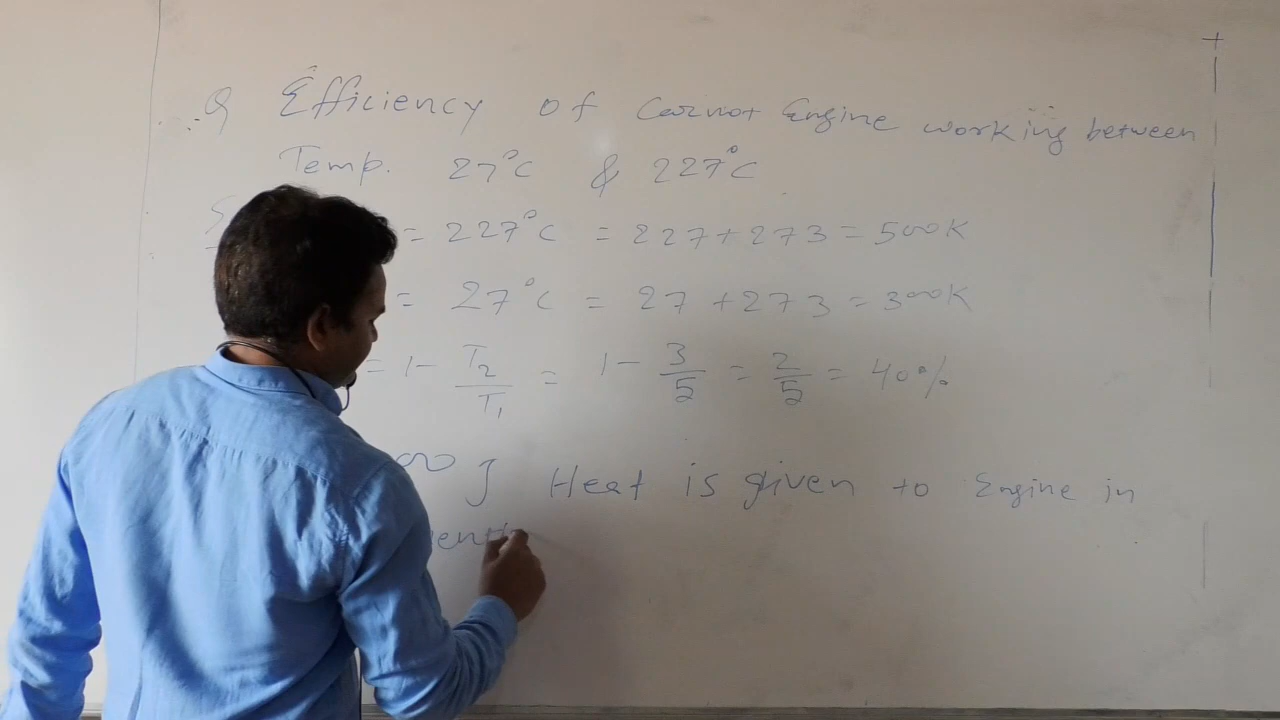 Q Efficiency of Carnot Engine working between
Temp. 27°C & 227°C
= 227°C = 227+273 = 500K
= 27°C = 27 +273 = 300K
= 1- T2/T1 = 1 - 3/5 = 2/5 = 40%
00 J Heat is given to Engine in